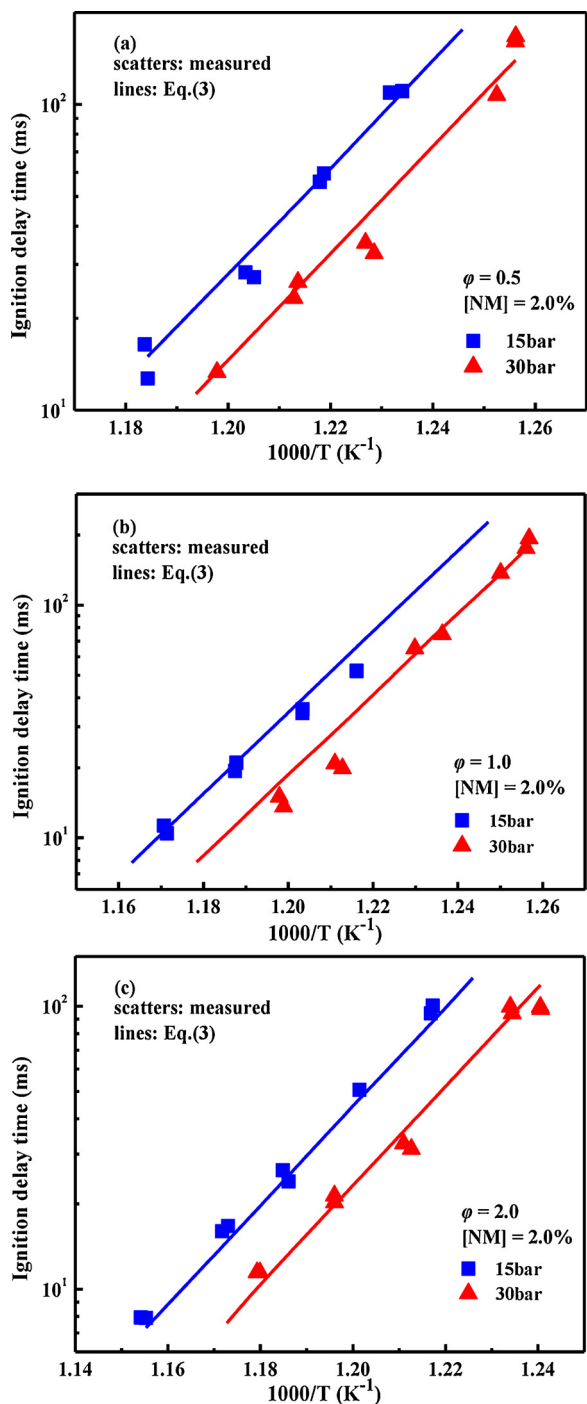 (a)
scatters: measured
lines: Eq.(3)
Ignition delay time (ms)
10²
10¹
φ = 0.5
[NM] = 2.0%
15bar
30bar
1.18 1.20 1.22 1.24 1.26
1000/T (K⁻¹)
(b)
scatters: measured
lines: Eq.(3)
Ignition delay time (ms)
10²
10¹
φ = 1.0
[NM] = 2.0%
15bar
30bar
1.16 1.18 1.20 1.22 1.24 1.26
1000/T (K⁻¹)
(c)
scatters: measured
lines: Eq.(3)
Ignition delay time (ms)
10²
10¹
φ = 2.0
[NM] = 2.0%
15bar
30bar
1.14 1.16 1.18 1.20 1.22 1.24
1000/T (K⁻¹)